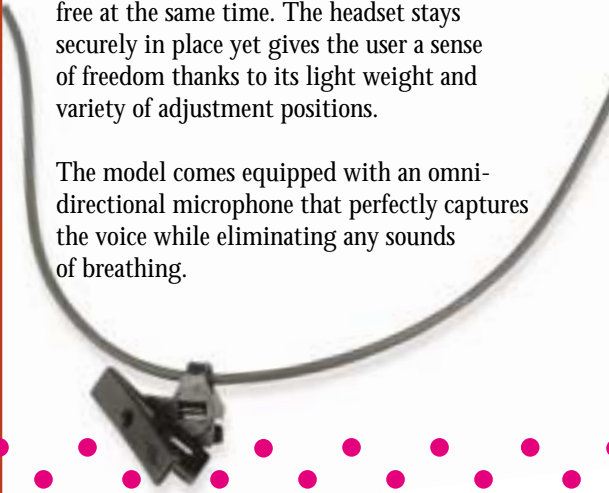 free at the same time. The headset stays
securely in place yet gives the user a sense
of freedom thanks to its light weight and
variety of adjustment positions.
The model comes equipped with an omni-
directional microphone that perfectly captures
the voice while eliminating any sounds
of breathing.